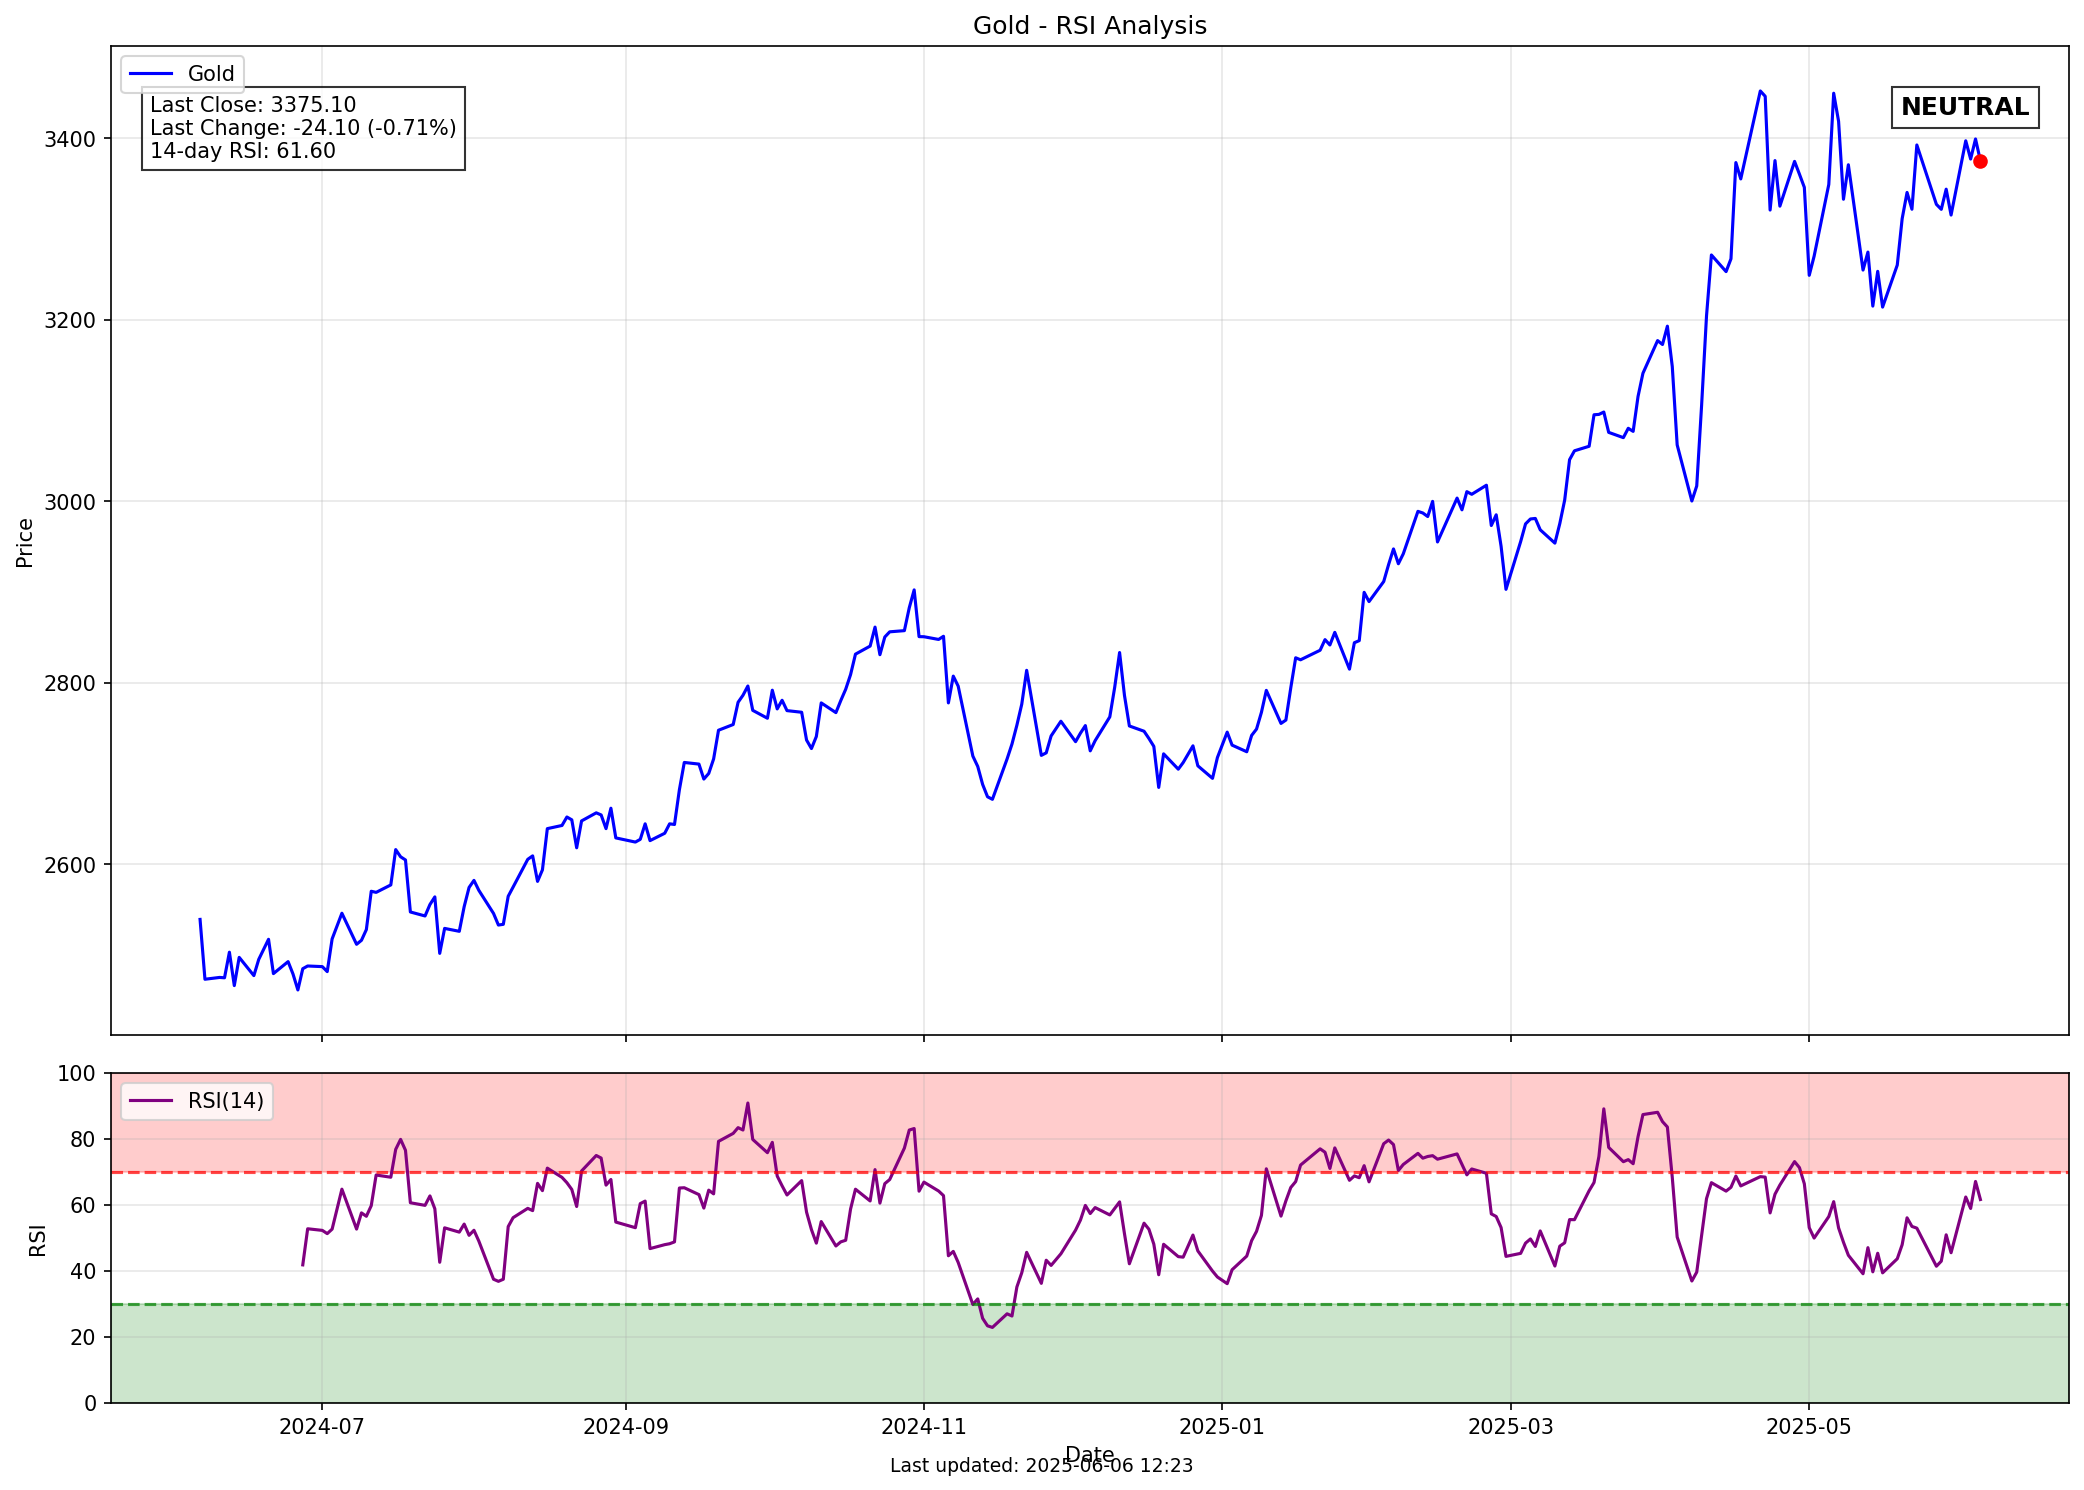 Gold - RSI Analysis
Gold
Last Close: 3375.10
Last Change: -24.10 (-0.71%)
14-day RSI: 61.60
NEUTRAL
3400
3200
3000
2800
2600
Price
RSI(14)
100
80
60
40
20
0
RSI
2024-07
2024-09
2024-11
2025-01
2025-03
2025-05
Date
Last updated: 2025-06-06 12:23